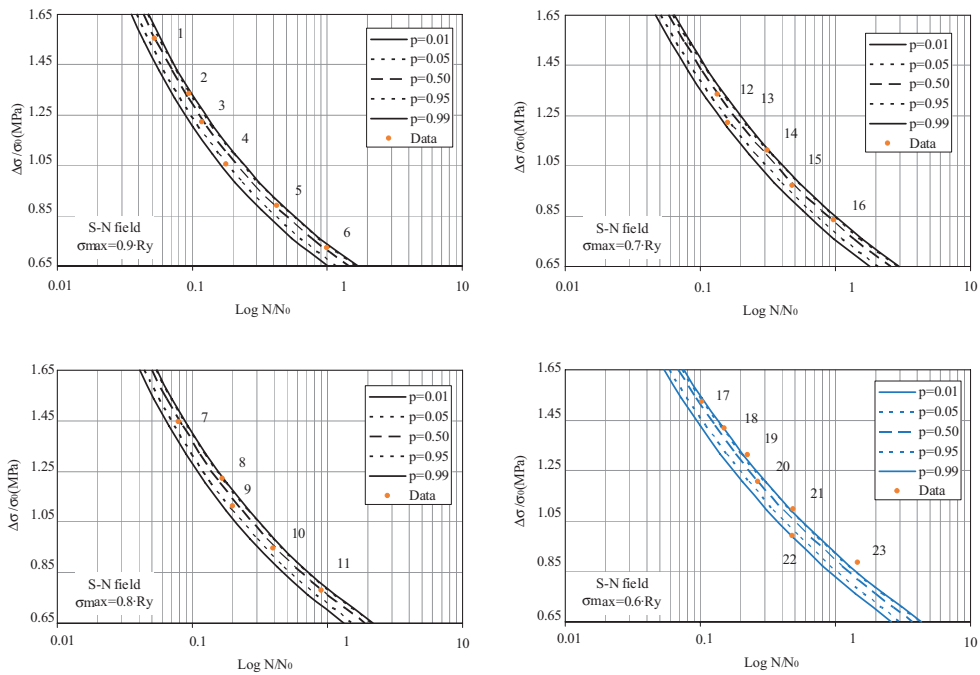 1.65
1.45
1.25
1.05
0.85
0.65
Δσ/σ0(MPa)
1
2
3
4
5
6
p=0.01
p=0.05
p=0.50
p=0.95
p=0.99
Data
S-N field
σmax=0.9·Ry
0.01
0.1
1
10
Log N/N0
1.65
1.45
1.25
1.05
0.85
0.65
Δσ/σ0(MPa)
12
13
14
15
16
p=0.01
p=0.05
p=0.50
p=0.95
p=0.99
Data
S-N field
σmax=0.7·Ry
0.01
0.1
1
10
Log N/N0
1.65
1.45
1.25
1.05
0.85
0.65
Δσ/σ0(MPa)
7
8
9
10
11
p=0.01
p=0.05
p=0.50
p=0.95
p=0.99
Data
S-N field
σmax=0.8·Ry
0.01
0.1
1
10
Log N/N0
1.65
1.45
1.25
1.05
0.85
0.65
Δσ/σ0(MPa)
17
18
19
20
21
22
23
p=0.01
p=0.05
p=0.50
p=0.95
p=0.99
Data
S-N field
σmax=0.6·Ry
0.01
0.1
1
10
Log N/N0